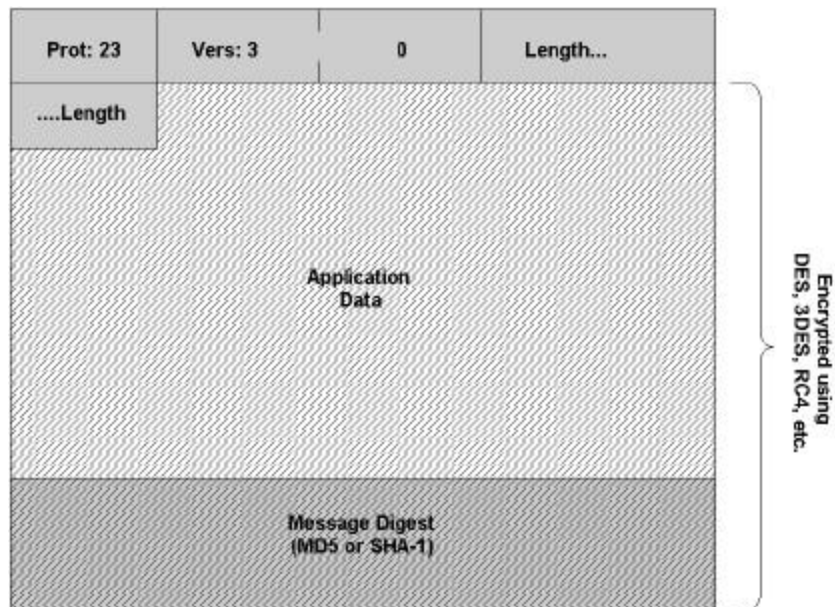 Prot: 23
Vers: 3
0
Length...
....Length
Application
Data
Message Digest
(MD5 or SHA-1)
Encrypted using
DES, 3DES, RC4, etc.